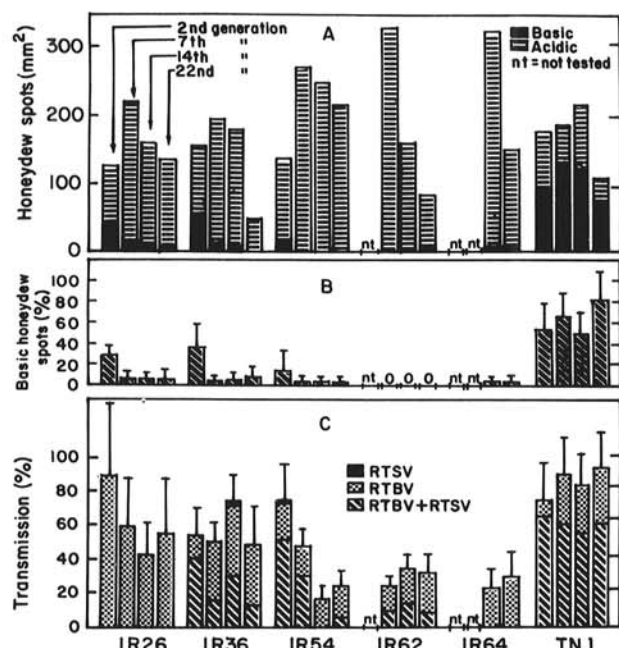 Honeydew spots (mm²)
300
200
100
0
2nd generation
7th "
14th "
22nd "
A
Basic
Acidic
nt = not tested
nt
nt nt
Basic honeydew
spots (%)
100
80
60
40
20
0
B
nt 0 0 0 nt nt
Transmission (%)
100
80
60
40
20
0
C
RTSV
RTBV
RTBV+RTSV
nt
nt nt
IR26 IR36 IR54 IR62 IR64 TN1